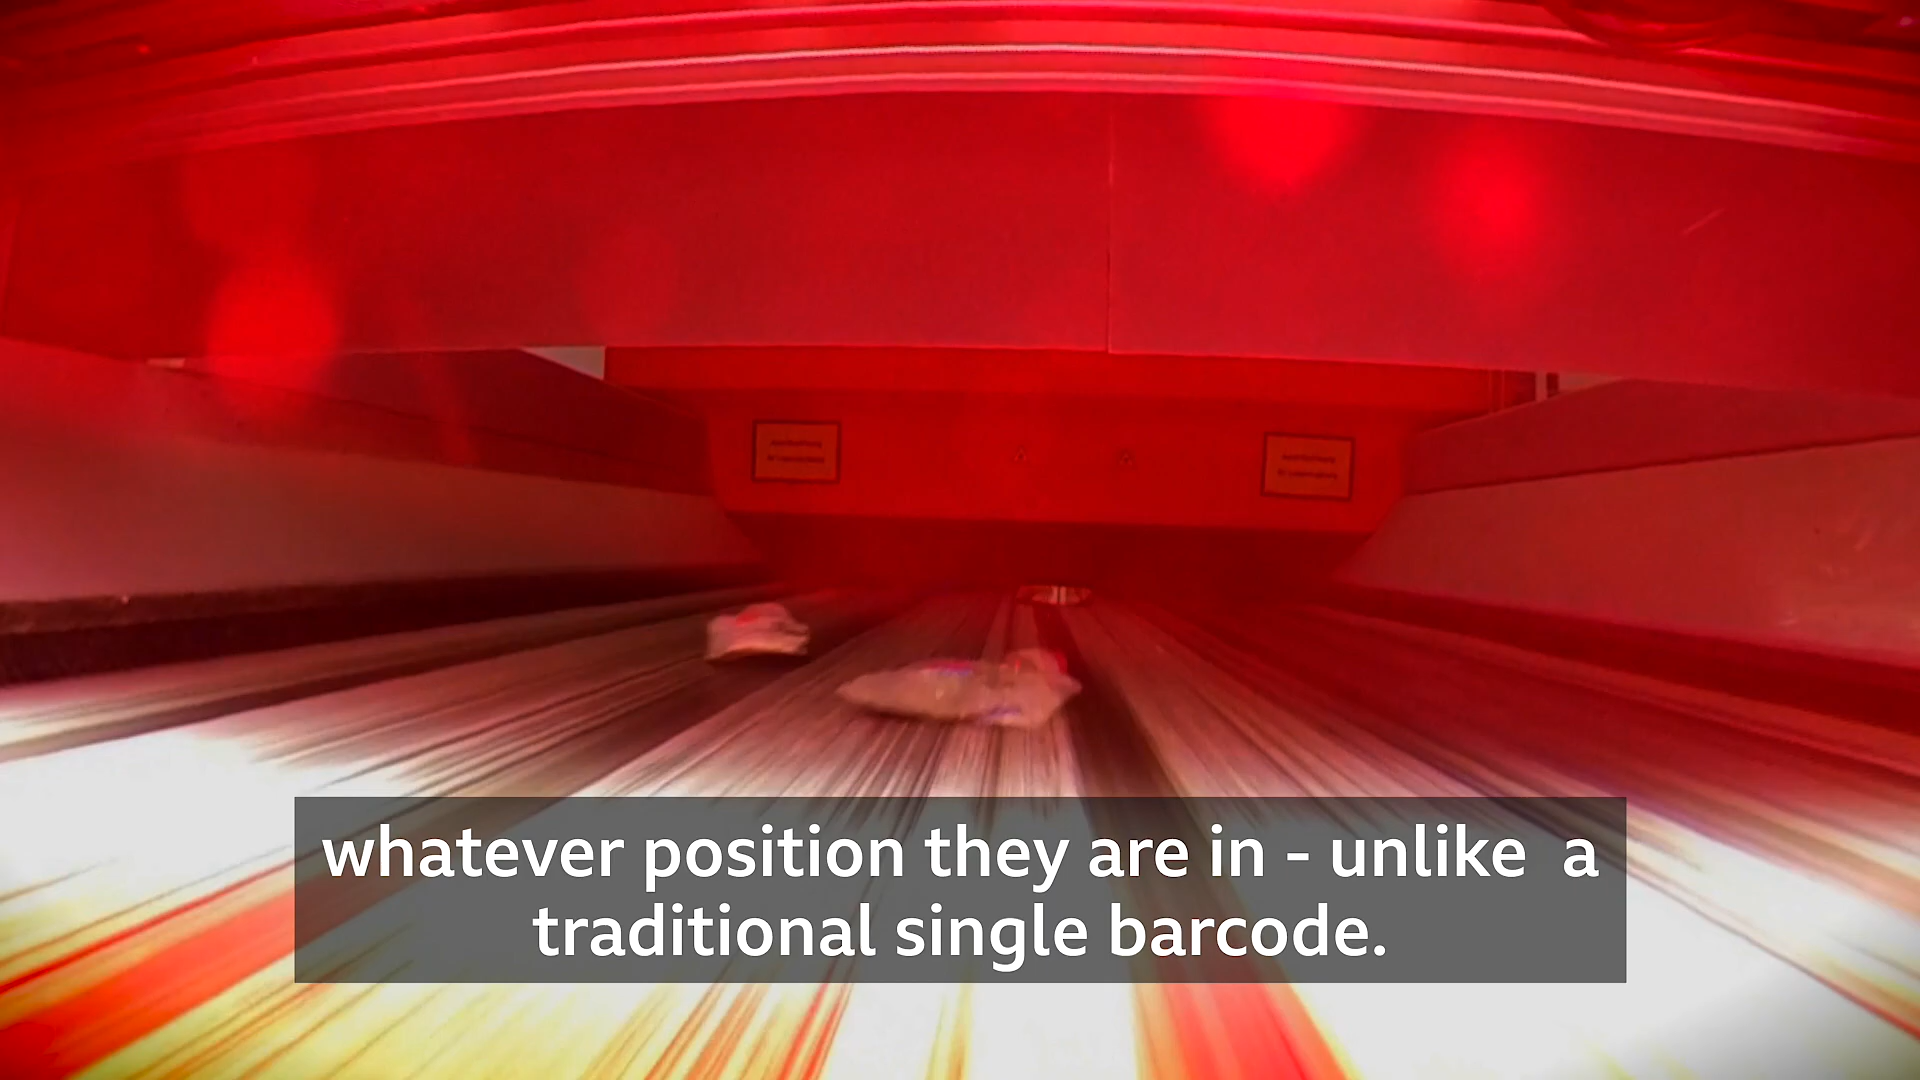 whatever position they are in - unlike  a
traditional single barcode.